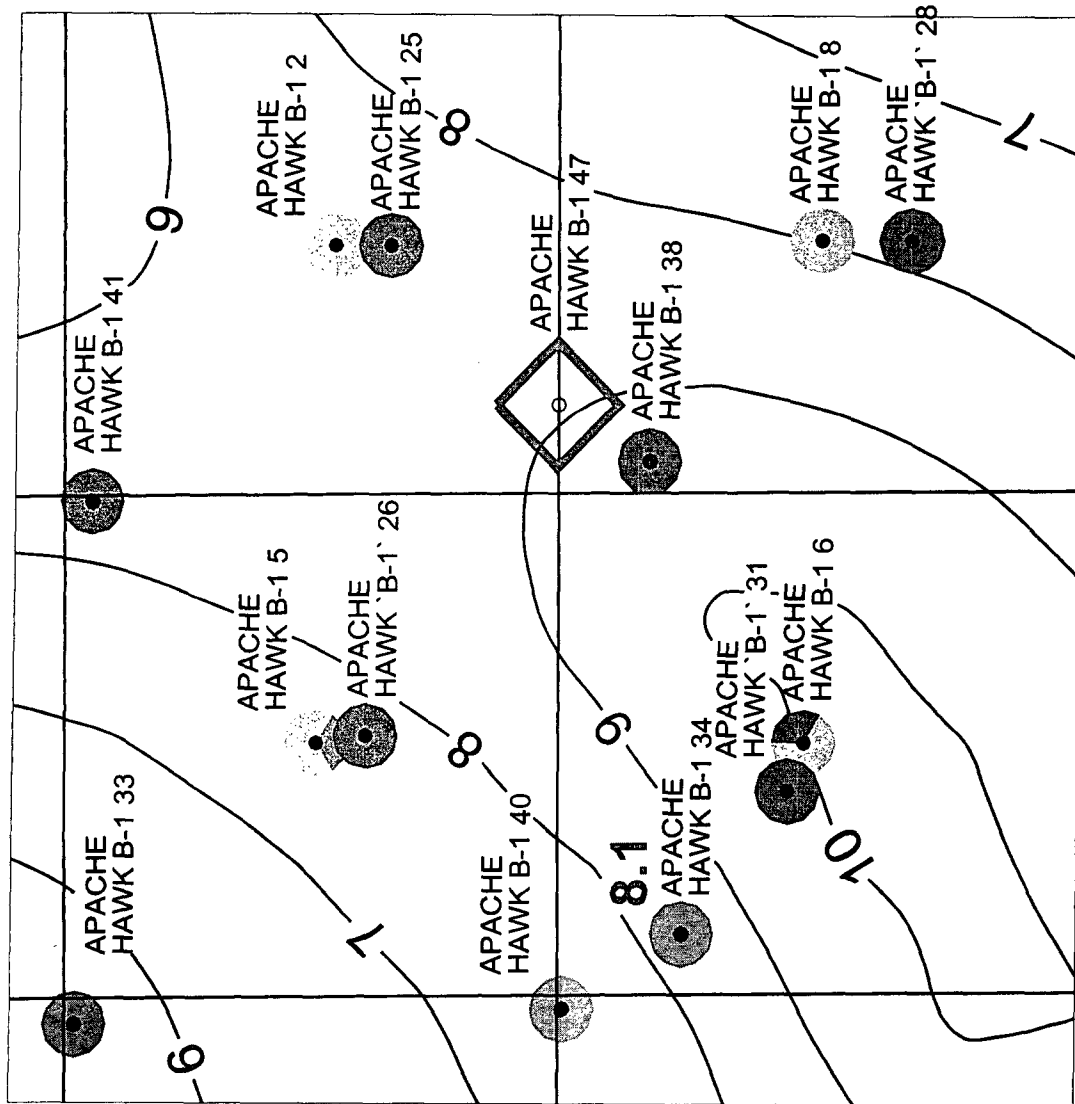 APACHE
HAWK B-1 33
APACHE
HAWK B-1 41
6
9
APACHE
HAWK B-1 5
APACHE
HAWK B-1 2
7
APACHE
HAWK `B-1` 26
APACHE
HAWK B-1 25
8
8
APACHE
HAWK B-1 40
APACHE
HAWK B-1 47
9
8.1
APACHE
HAWK B-1 34
APACHE
HAWK B-1 38
APACHE
HAWK `B-1` 31
APACHE
HAWK B-1 6
APACHE
HAWK B-1 8
10
APACHE
HAWK `B-1` 28
7